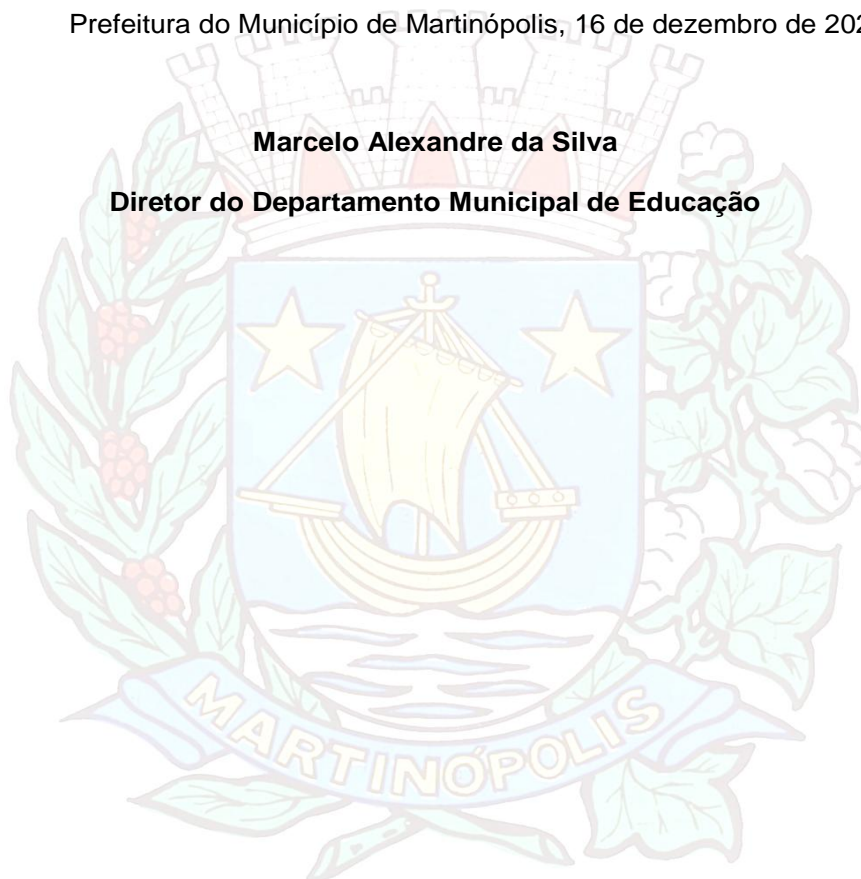 Prefeitura do Município de Martinópolis, 16 de dezembro de 202
Marcelo Alexandre da Silva
Diretor do Departamento Municipal de Educação
MARTINÓPOLIS